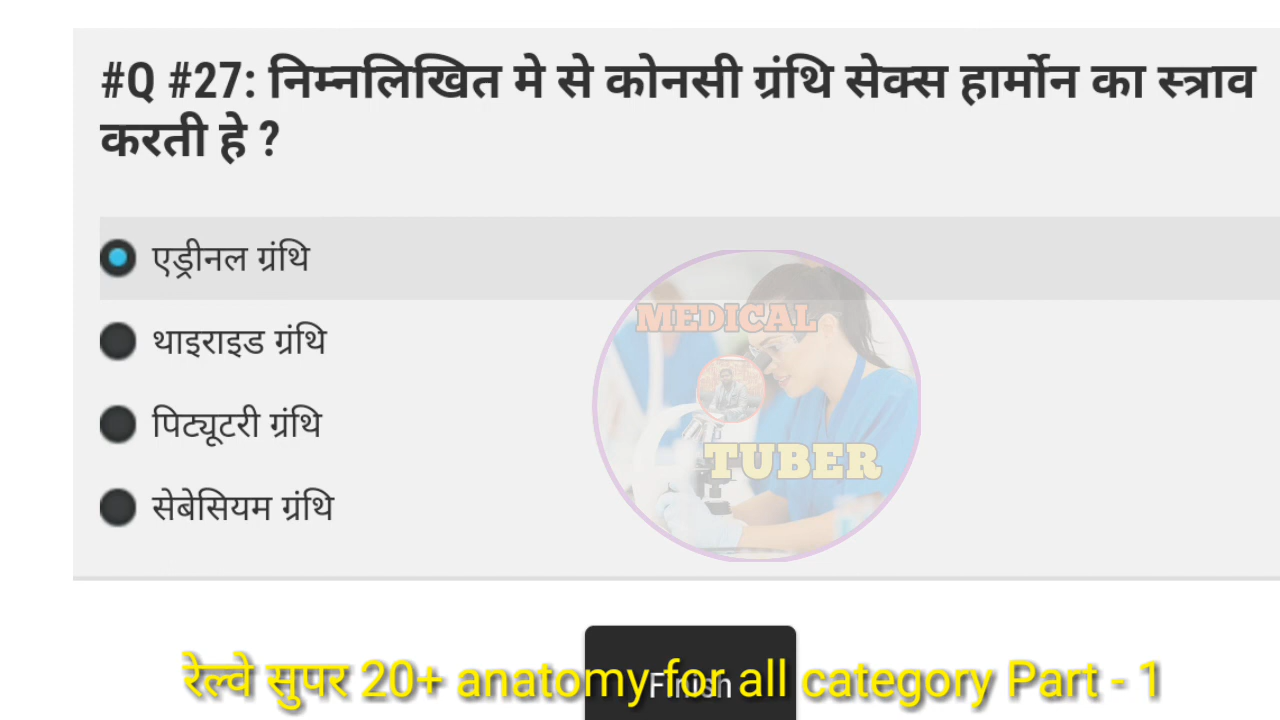 #Q #27: निम्नलिखित मे से कोनसी ग्रंथि सेक्स हार्मोन का स्त्राव
करती हे ?
एड्रीनल ग्रंथि
थाइराइड ग्रंथि
पिट्यूटरी ग्रंथि
सेबेसियम ग्रंथि
MEDICAL
TUBER
Finish
रेल्वे सुपर 20+ anatomy for all category Part - 1